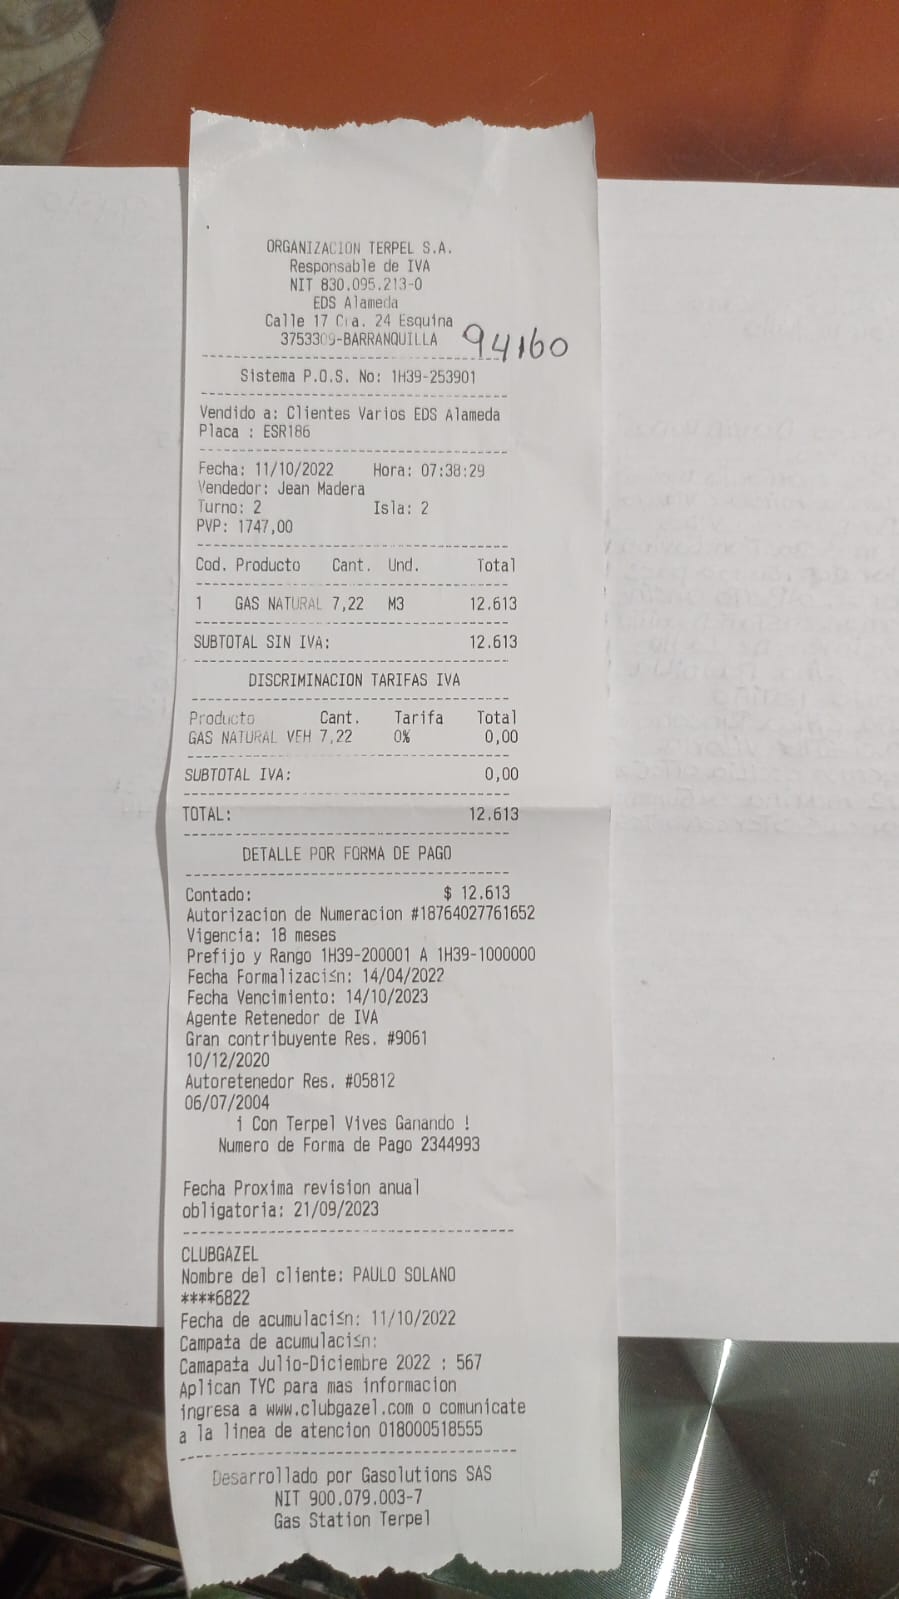 ORGANIZACION TERPEL S.A.
Responsable de IVA
NIT 830.095.213-0
EDS Alameda
Calle 17 Cra. 24 Esquina
3753309-BARRANQUILLA 94160
Sistema P.O.S. No: 1H39-253901
Vendido a: Clientes Varios EDS Alameda
Placa : ESR186
Fecha: 11/10/2022 Hora: 07:38:29
Vendedor: Jean Madera
Turno: 2 Isla: 2
PVP: 1747,00
Cod. Producto Cant. Und. Total
1 GAS NATURAL 7,22 M3 12.613
SUBTOTAL SIN IVA: 12.613
DISCRIMINACION TARIFAS IVA
Producto Cant. Tarifa Total
GAS NATURAL VEH 7,22 0% 0,00
SUBTOTAL IVA: 0,00
TOTAL: 12.613
DETALLE POR FORMA DE PAGO
Contado: $ 12.613
Autorizacion de Numeracion #18764027761652
Vigencia: 18 meses
Prefijo y Rango 1H39-200001 A 1H39-1000000
Fecha Formalizaci≤n: 14/04/2022
Fecha Vencimiento: 14/10/2023
Agente Retenedor de IVA
Gran contribuyente Res. #9061
10/12/2020
Autoretenedor Res. #05812
06/07/2004
¡ Con Terpel Vives Ganando !
Numero de Forma de Pago 2344993
Fecha Proxima revision anual
obligatoria: 21/09/2023
CLUBGAZEL
Nombre del cliente: PAULO SOLANO
****6822
Fecha de acumulaci≤n: 11/10/2022
Campa±a de acumulaci≤n:
Camapa±a Julio-Diciembre 2022 : 567
Aplican TYC para mas informacion
ingresa a www.clubgazel.com o comunicate
a la linea de atencion 018000518555
Desarrollado por Gasolutions SAS
NIT 900.079.003-7
Gas Station Terpel